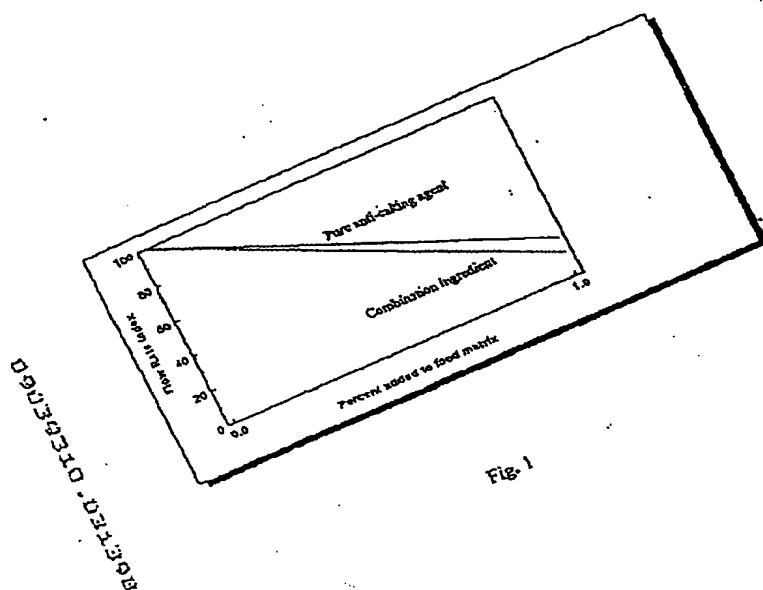 Pure anti-caking agent
Combination Ingredient
Flow Rate Index
100
80
60
40
20
0
0.0
1.0
Percent added to food matrix
Fig. 1